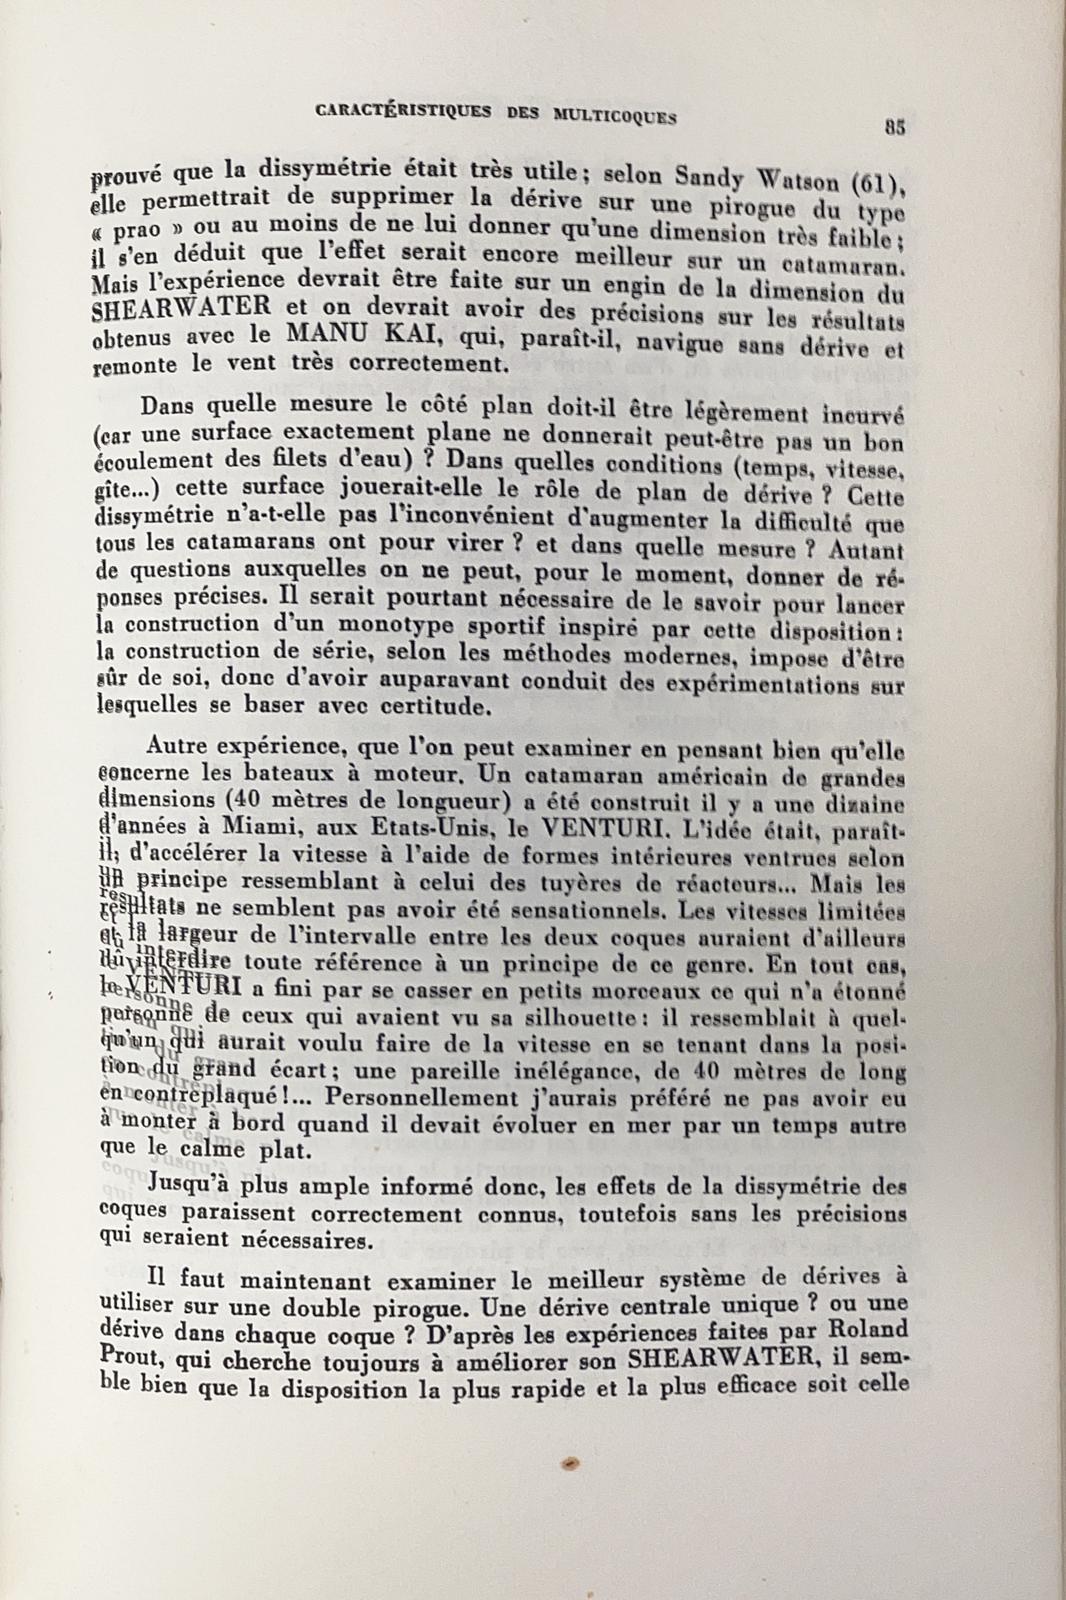 CARACTÉRISTIQUES DES MULTICOQUES
85
prouvé que la dissymétrie était très utile ; selon Sandy Watson (61),
elle permettrait de supprimer la dérive sur une pirogue du type
« prao » ou au moins de ne lui donner qu'une dimension très faible ;
il s'en déduit que l'effet serait encore meilleur sur un catamaran.
Mais l'expérience devrait être faite sur un engin de la dimension du
SHEARWATER et on devrait avoir des précisions sur les résultats
obtenus avec le MANU KAI, qui, paraît-il, navigue sans dérive et
remonte le vent très correctement.
Dans quelle mesure le côté plan doit-il être légèrement incurvé
(car une surface exactement plane ne donnerait peut-être pas un bon
écoulement des filets d'eau) ? Dans quelles conditions (temps, vitesse,
gîte...) cette surface jouerait-elle le rôle de plan de dérive ? Cette
dissymétrie n'a-t-elle pas l'inconvénient d'augmenter la difficulté que
tous les catamarans ont pour virer ? et dans quelle mesure ? Autant
de questions auxquelles on ne peut, pour le moment, donner de ré-
ponses précises. Il serait pourtant nécessaire de le savoir pour lancer
la construction d'un monotype sportif inspiré par cette disposition :
la construction de série, selon les méthodes modernes, impose d'être
sûr de soi, donc d'avoir auparavant conduit des expérimentations sur
lesquelles se baser avec certitude.
Autre expérience, que l'on peut examiner en pensant bien qu'elle
concerne les bateaux à moteur. Un catamaran américain de grandes
dimensions (40 mètres de longueur) a été construit il y a une dizaine
d'années à Miami, aux Etats-Unis, le VENTURI. L'idée était, paraît-
il, d'accélérer la vitesse à l'aide de formes intérieures ventrues selon
un principe ressemblant à celui des tuyères de réacteurs... Mais les
résultats ne semblent pas avoir été sensationnels. Les vitesses limitées
et la largeur de l'intervalle entre les deux coques auraient d'ailleurs
dû interdire toute référence à un principe de ce genre. En tout cas,
le VENTURI a fini par se casser en petits morceaux ce qui n'a étonné
personne de ceux qui avaient vu sa silhouette : il ressemblait à quel-
qu'un qui aurait voulu faire de la vitesse en se tenant dans la posi-
tion du grand écart ; une pareille inélégance, de 40 mètres de long
en contreplaqué !... Personnellement j'aurais préféré ne pas avoir eu
à monter à bord quand il devait évoluer en mer par un temps autre
que le calme plat.
Jusqu'à plus ample informé donc, les effets de la dissymétrie des
coques paraissent correctement connus, toutefois sans les précisions
qui seraient nécessaires.
Il faut maintenant examiner le meilleur système de dérives à
utiliser sur une double pirogue. Une dérive centrale unique ? ou une
dérive dans chaque coque ? D'après les expériences faites par Roland
Prout, qui cherche toujours à améliorer son SHEARWATER, il sem-
ble bien que la disposition la plus rapide et la plus efficace soit celle